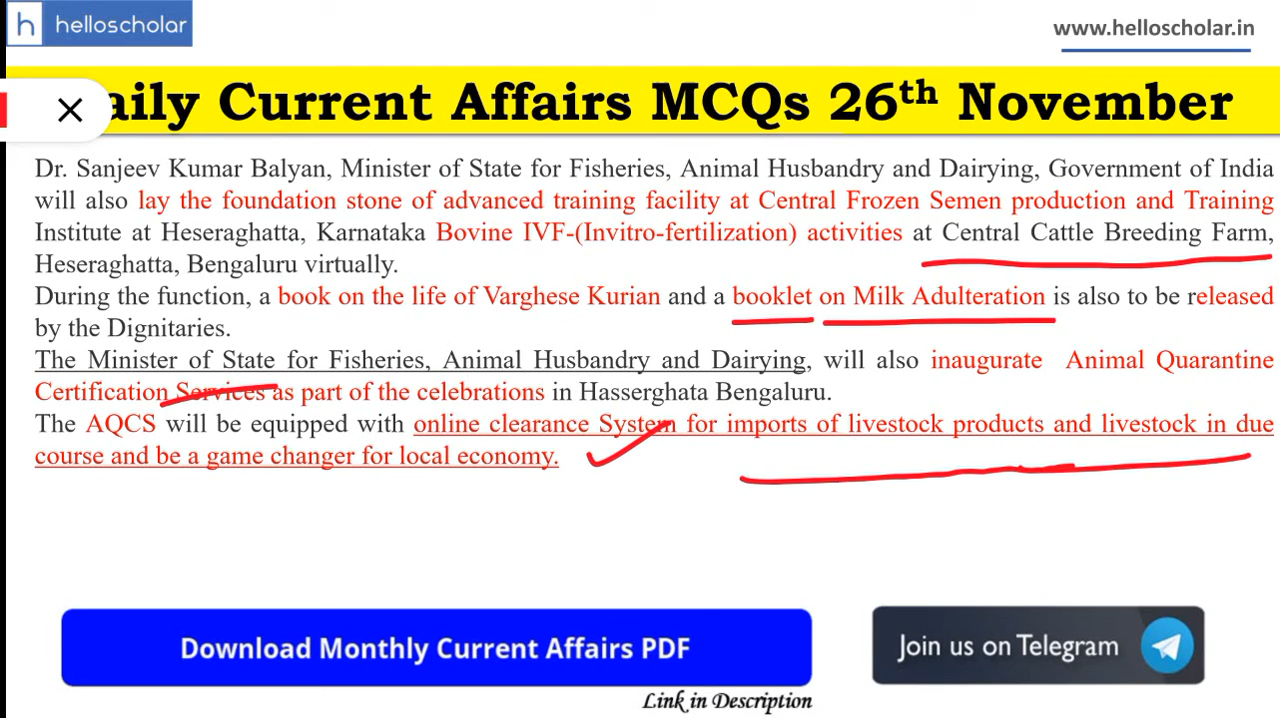 h helloscholar
www.helloscholar.in
aily Current Affairs MCQs 26th November
Dr. Sanjeev Kumar Balyan, Minister of State for Fisheries, Animal Husbandry and Dairying, Government of India
will also lay the foundation stone of advanced training facility at Central Frozen Semen production and Training
Institute at Heseraghatta, Karnataka Bovine IVF-(Invitro-fertilization) activities at Central Cattle Breeding Farm,
Heseraghatta, Bengaluru virtually.
During the function, a book on the life of Varghese Kurian and a booklet on Milk Adulteration is also to be released
by the Dignitaries.
The Minister of State for Fisheries, Animal Husbandry and Dairying, will also inaugurate Animal Quarantine
Certification Services as part of the celebrations in Hasserghata Bengaluru.
The AQCS will be equipped with online clearance System for imports of livestock products and livestock in due
course and be a game changer for local economy.
Download Monthly Current Affairs PDF
Join us on Telegram
Link in Description